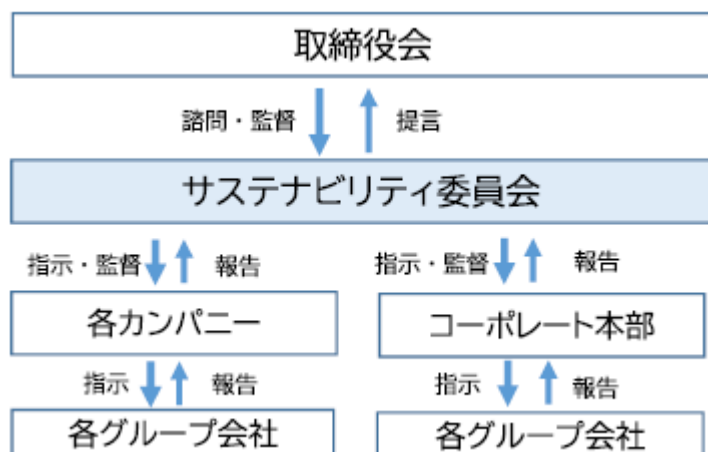 取締役会
諮問・監督 提言
サステナビリティ委員会
指示・監督 報告 指示・監督 報告
各カンパニー コーポレート本部
指示 報告 指示 報告
各グループ会社 各グループ会社